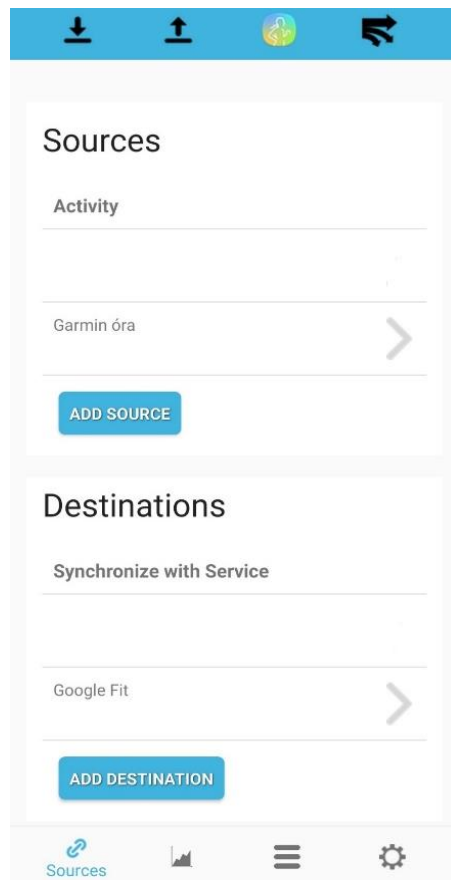 Sources
Activity
Garmin óra
ADD SOURCE
Destinations
Synchronize with Service
Google Fit
ADD DESTINATION
Sources